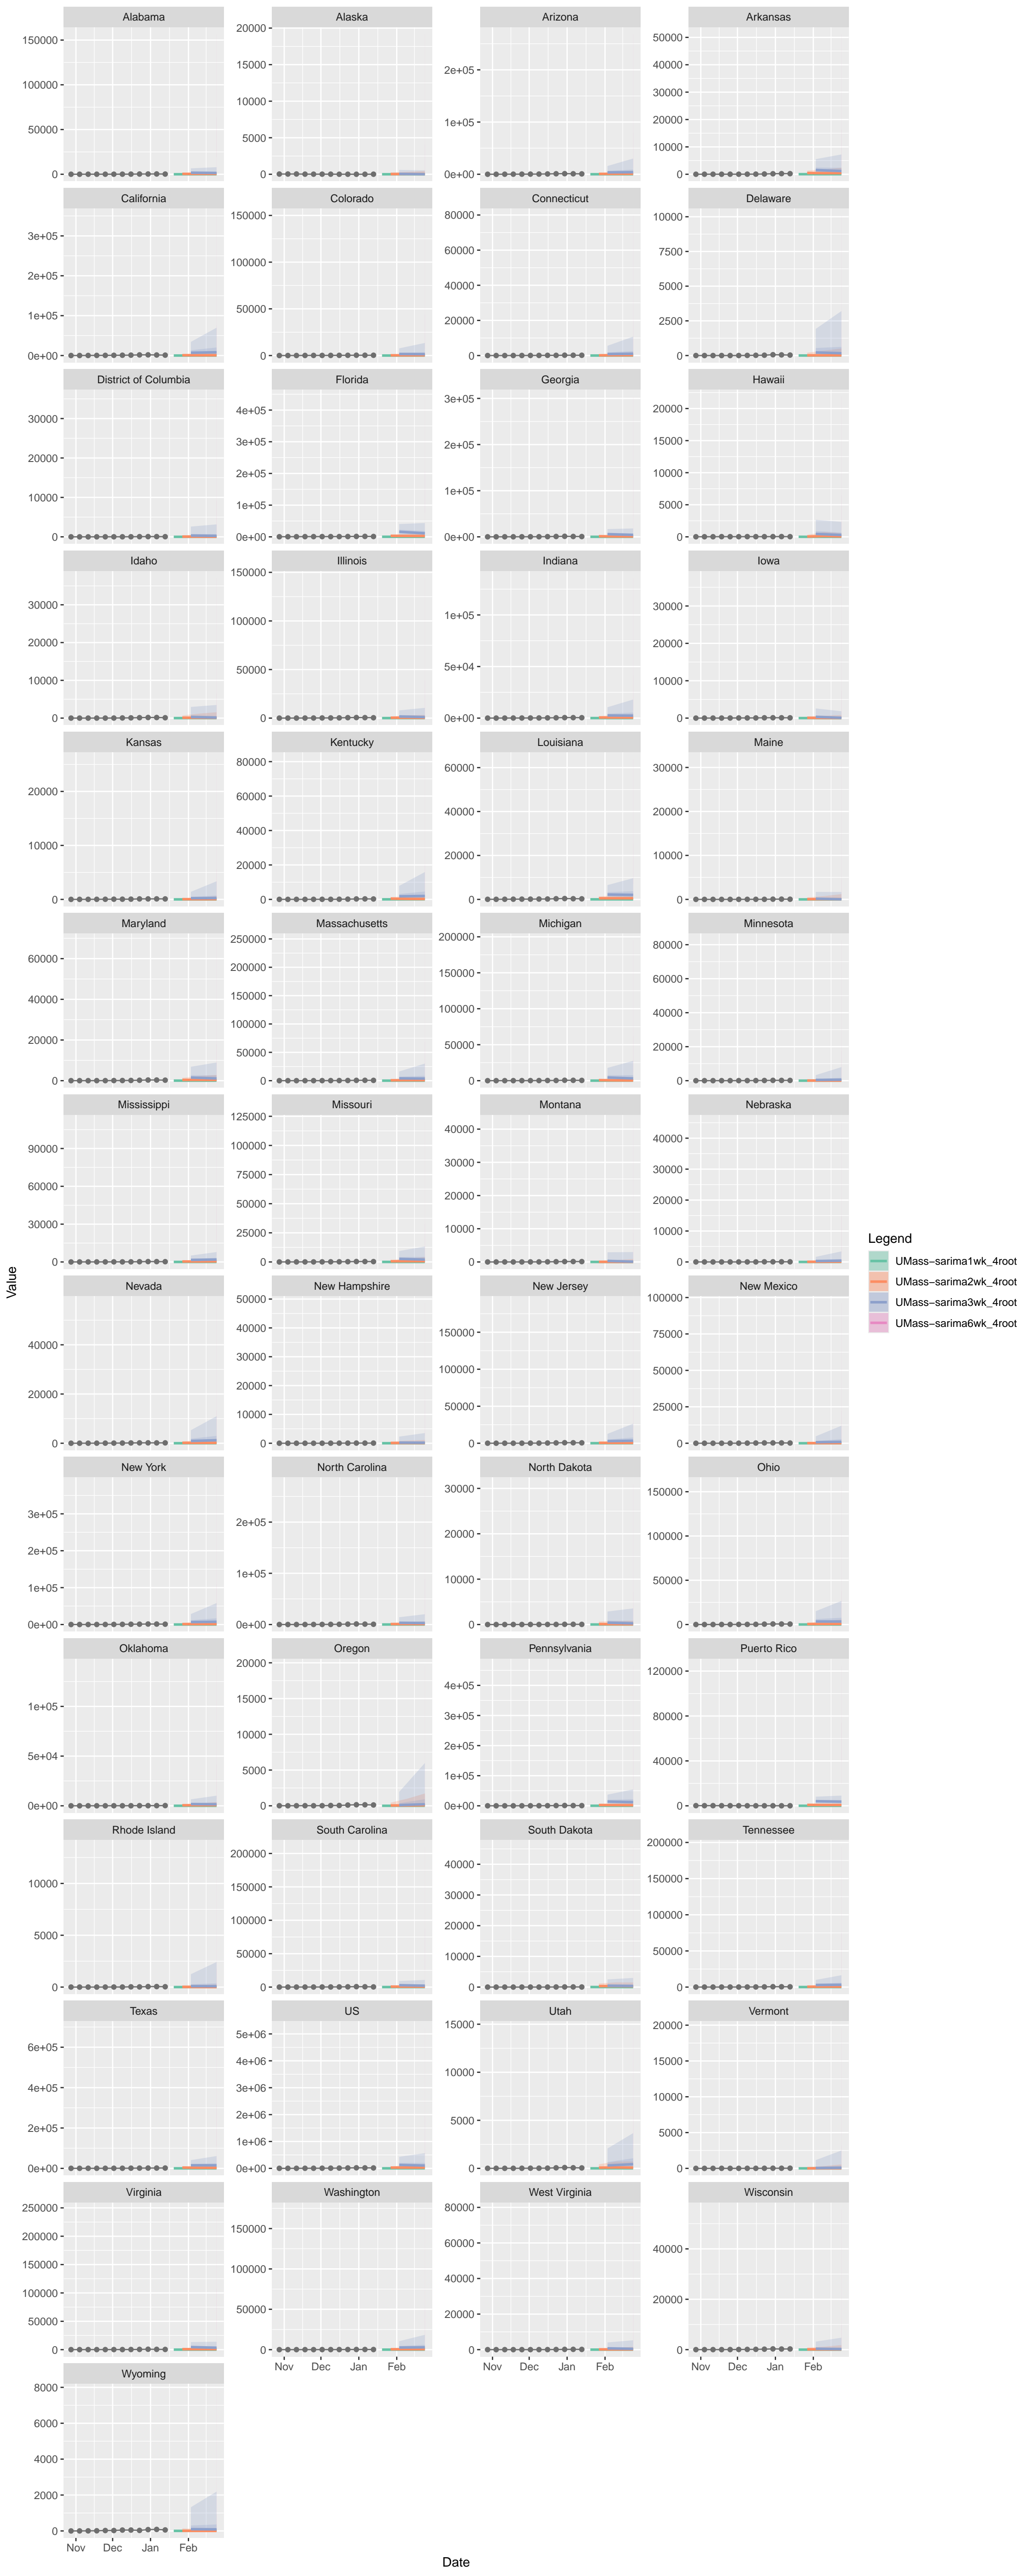 Alabama Alaska Arizona Arkansas
150000 20000 2e+05 50000
100000 15000 1e+05 40000
50000 10000 0e+00 30000
0 5000 20000
0 10000
0
California Colorado Connecticut Delaware
3e+05 150000 80000 10000
2e+05 100000 60000 7500
1e+05 50000 40000 5000
0e+00 0 20000 2500
0 0
District of Columbia Florida Georgia Hawaii
30000 4e+05 3e+05 20000
20000 3e+05 2e+05 15000
10000 2e+05 1e+05 10000
0 1e+05 0e+00 5000
0e+00 0
Idaho Illinois Indiana Iowa
30000 150000 1e+05 30000
20000 100000 5e+04 20000
10000 50000 0e+00 10000
0 0 0
Kansas Kentucky Louisiana Maine
20000 80000 60000 30000
10000 60000 40000 20000
0 40000 20000 10000
20000 0 0
0
Maryland Massachusetts Michigan Minnesota
60000 250000 200000 80000
40000 200000 150000 60000
20000 150000 100000 40000
0 100000 50000 20000
50000 0 0
0
Mississippi Missouri Montana Nebraska
90000 125000 40000 40000
60000 100000 30000 30000
30000 75000 20000 20000
0 50000 10000 10000
25000 0 0
0
Nevada New Hampshire New Jersey New Mexico
40000 50000 150000 100000
20000 40000 100000 75000
0 30000 50000 50000
20000 0 25000
10000 0
0
New York North Carolina North Dakota Ohio
3e+05 2e+05 30000 150000
2e+05 1e+05 20000 100000
1e+05 0e+00 10000 50000
0e+00 0 0
Oklahoma Oregon Pennsylvania Puerto Rico
1e+05 20000 4e+05 120000
5e+04 15000 3e+05 80000
0e+00 10000 2e+05 40000
5000 1e+05 0
0 0e+00
Rhode Island South Carolina South Dakota Tennessee
10000 200000 40000 200000
5000 150000 30000 150000
0 100000 20000 100000
50000 10000 50000
0 0 0
Texas US Utah Vermont
6e+05 5e+06 15000 20000
4e+05 4e+06 10000 15000
2e+05 3e+06 5000 10000
0e+00 2e+06 0 5000
1e+06 0
0e+00
Virginia Washington West Virginia Wisconsin
250000 150000 80000 40000
200000 100000 60000 20000
150000 50000 40000 0
100000 0 20000
50000 0
0
Nov Dec Jan Feb Nov Dec Jan Feb Nov Dec Jan Feb
Wyoming
8000
6000
4000
2000
0
Nov Dec Jan Feb
Date
Value
Legend
UMass−sarima1wk_4root
UMass−sarima2wk_4root
UMass−sarima3wk_4root
UMass−sarima6wk_4root